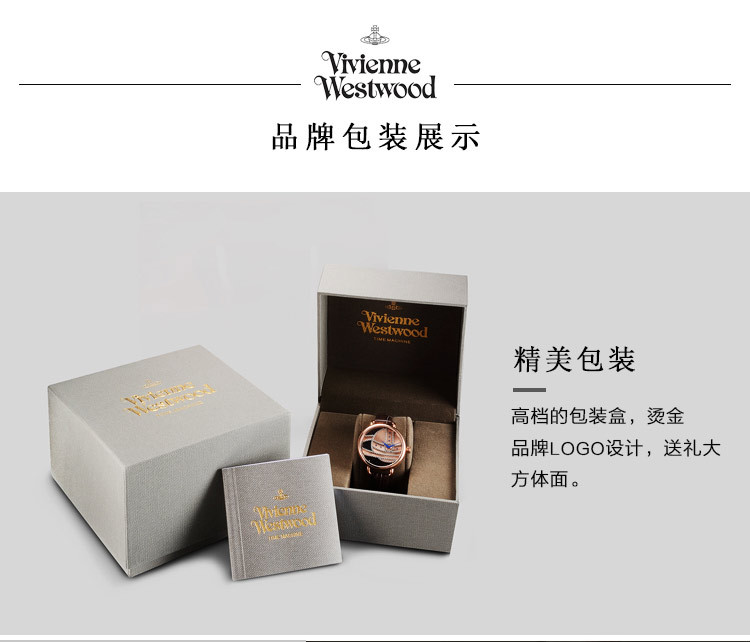 Vivienne
Westwood
品牌包装展示
Vivienne
Westwood
TIME MACHINE
精美包装
高档的包装盒，烫金
品牌LOGO设计，送礼大
方体面。
Vivienne
Westwood
TIME MACHINE
Vivienne
Westwood
TIME MACHINE